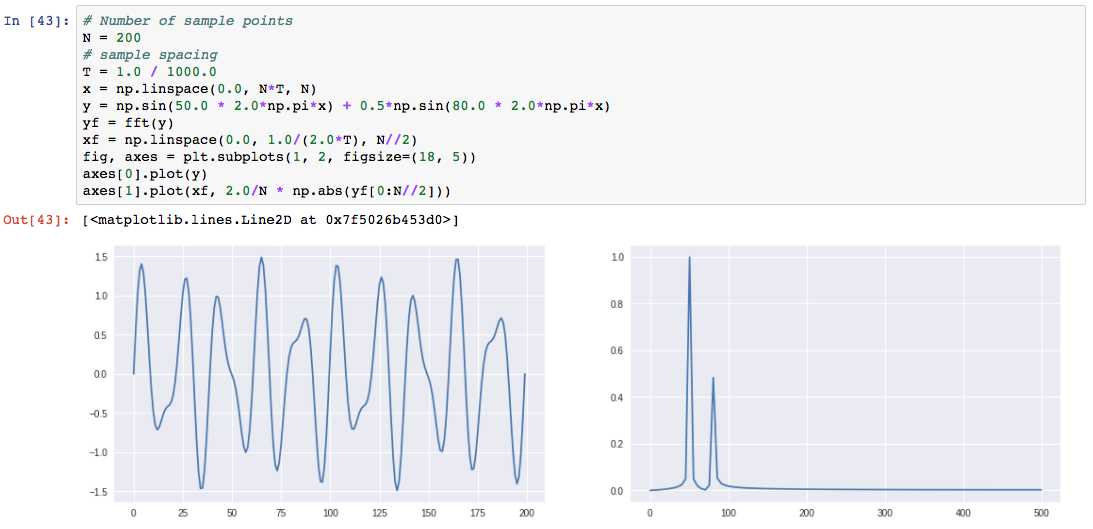 In [43]: # Number of sample points
N = 200
# sample spacing
T = 1.0 / 1000.0
x = np.linspace(0.0, N*T, N)
y = np.sin(50.0 * 2.0*np.pi*x) + 0.5*np.sin(80.0 * 2.0*np.pi*x)
yf = fft(y)
xf = np.linspace(0.0, 1.0/(2.0*T), N//2)
fig, axes = plt.subplots(1, 2, figsize=(18, 5))
axes[0].plot(y)
axes[1].plot(xf, 2.0/N * np.abs(yf[0:N//2]))
Out[43]: [<matplotlib.lines.Line2D at 0x7f5026b453d0>]
1.5
1.0
0.5
0.0
−0.5
−1.0
−1.5
0 25 50 75 100 125 150 175 200
1.0
0.8
0.6
0.4
0.2
0.0
0 100 200 300 400 500